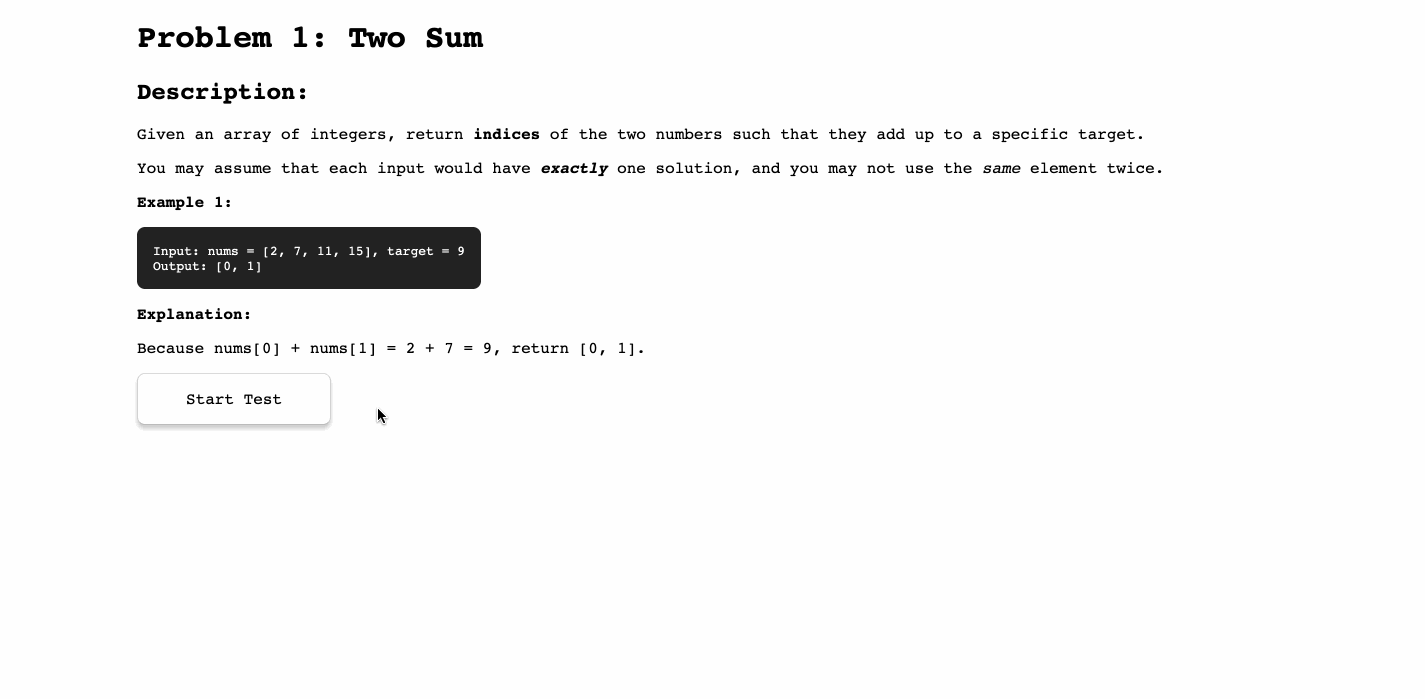 Problem 1: Two Sum
Description:
Given an array of integers, return indices of the two numbers such that they add up to a specific target.
You may assume that each input would have exactly one solution, and you may not use the same element twice.
Example 1:
Input: nums = [2, 7, 11, 15], target = 9
Output: [0, 1]
Explanation:
Because nums[0] + nums[1] = 2 + 7 = 9, return [0, 1].
Start Test